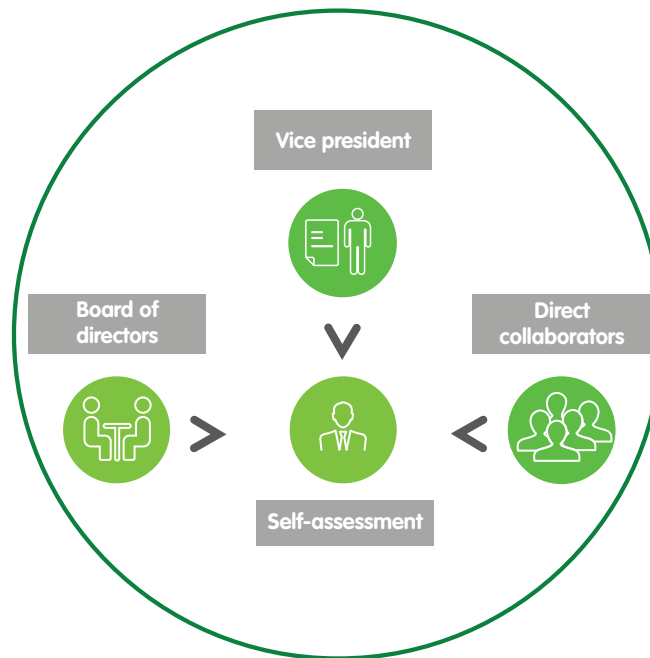 Vice president
Board of
directors
Direct
collaborators
Self-assessment